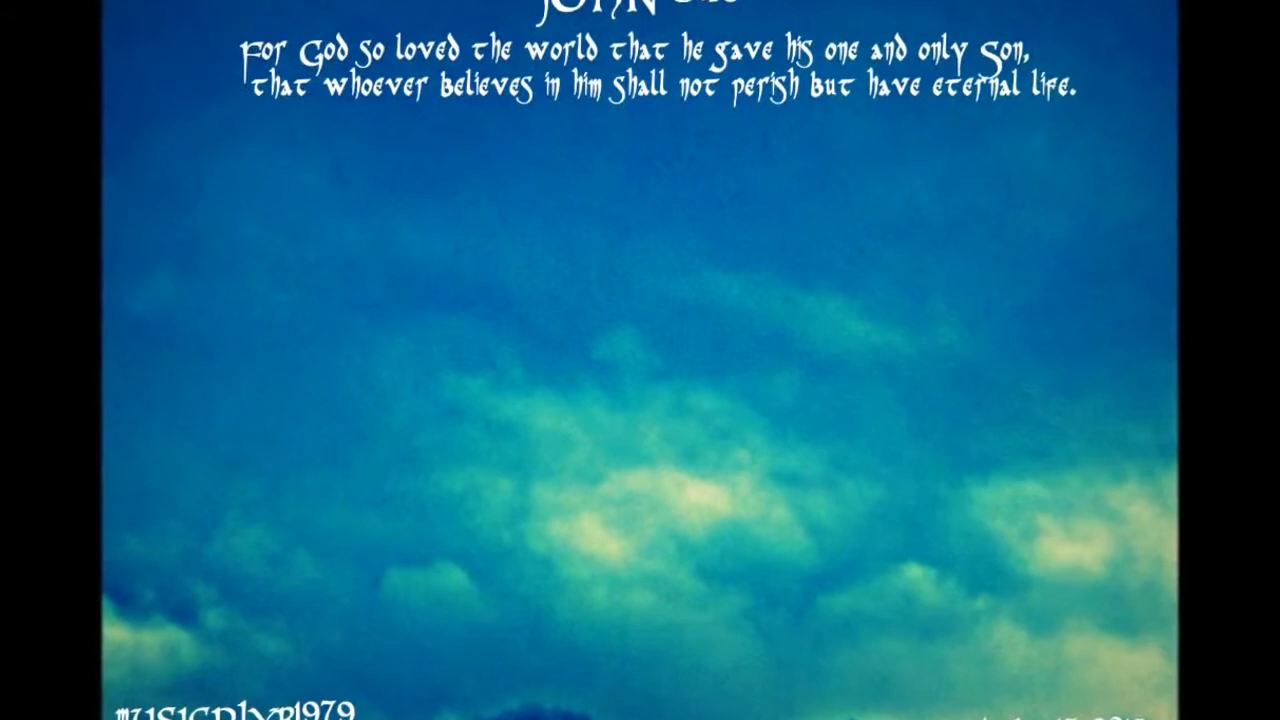 JOHN
For God so loved the world that he gave his one and only Son,
that whoever believes in him shall not perish but have eternal life.